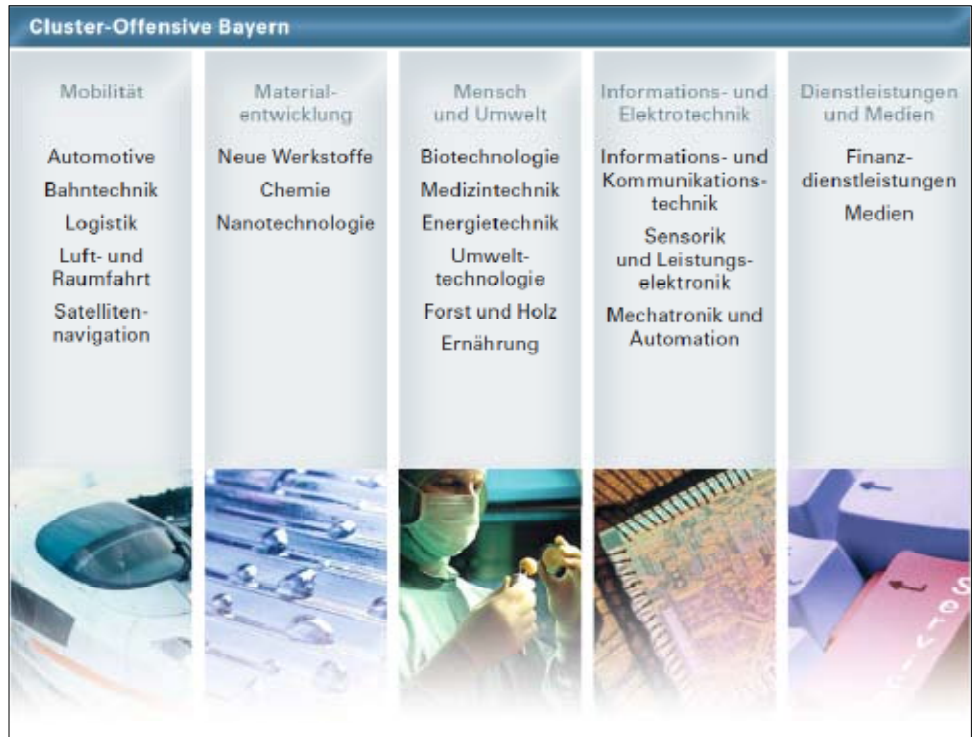 Cluster-Offensive Bayern
Mobilität
Automotive
Bahntechnik
Logistik
Luft- und
Raumfahrt
Satelliten-
navigation
Material-
entwicklung
Neue Werkstoffe
Chemie
Nanotechnologie
Mensch
und Umwelt
Biotechnologie
Medizintechnik
Energietechnik
Umwelt-
technologie
Forst und Holz
Ernährung
Informations- und
Elektrotechnik
Informations- und
Kommunikations-
technik
Sensorik
und Leistungs-
elektronik
Mechatronik und
Automation
Dienstleistungen
und Medien
Finanz-
dienstleistungen
Medien
Servic